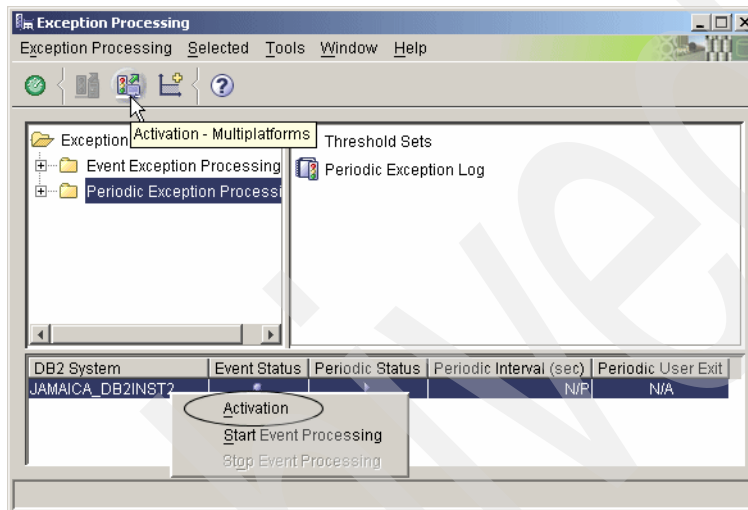 Exception Processing
Exception Processing Selected Tools Window Help
Activation - Multiplatforms
Exception
Event Exception Processing
Periodic Exception Processi
Threshold Sets
Periodic Exception Log
DB2 System Event Status Periodic Status Periodic Interval (sec) Periodic User Exit
JAMAICA_DB2INST2 N/P N/A
Activation
Start Event Processing
Stop Event Processing